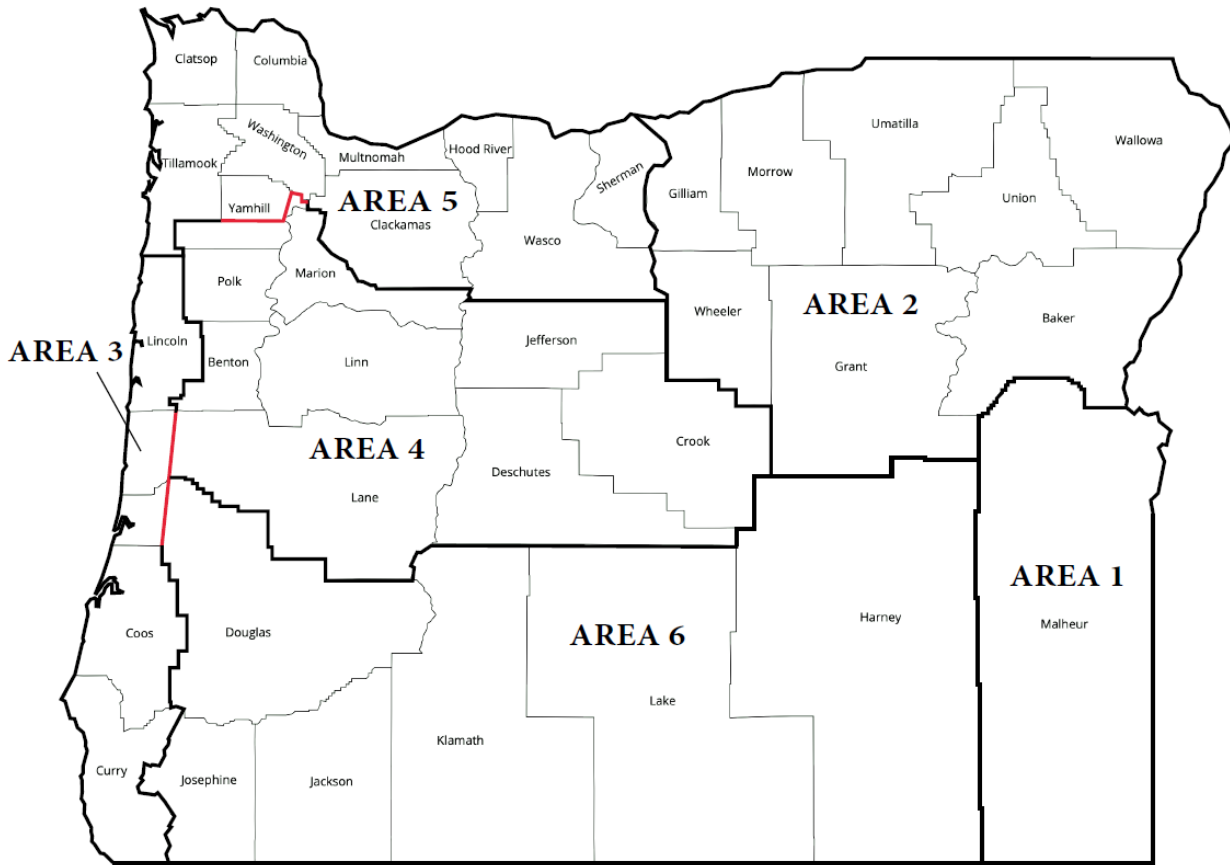 Clatsop
Columbia
Washington
Tillamook
Multnomah
Hood River
Sherman
Gilliam
Morrow
Umatilla
Wallowa
Union
Yamhill
AREA 5
Clackamas
Wasco
Marion
Polk
Wheeler
AREA 2
Baker
Grant
Lincoln
AREA 3
Benton
Linn
Jefferson
Crook
AREA 4
Deschutes
Lane
AREA 1
Malheur
Harney
Coos
Douglas
AREA 6
Lake
Klamath
Curry
Josephine
Jackson